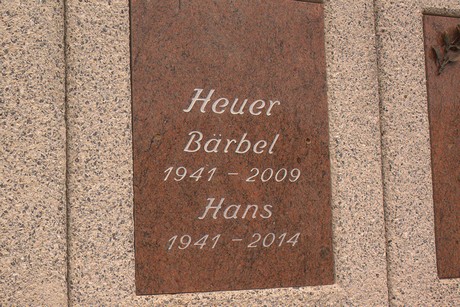 Heuer
Bärbel
1941 – 2009
Hans
1941 – 2014